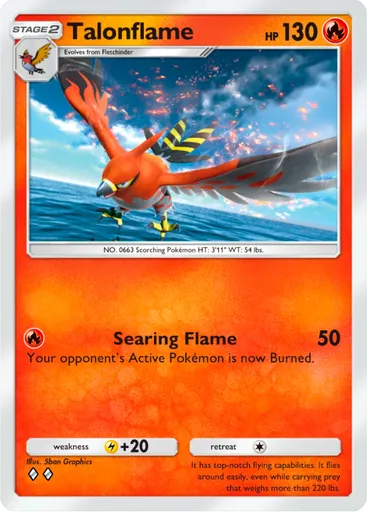 STAGE 2 Talonflame HP 130
Evolves from Fletchinder
NO. 0663 Scorching Pokémon HT: 3'11" WT: 54 lbs.
Searing Flame 50
Your opponent's Active Pokémon is now Burned.
weakness +20 retreat
Illus. 5ban Graphics
It has top-notch flying capabilities. It flies
around easily, even while carrying prey
that weighs more than 220 lbs.